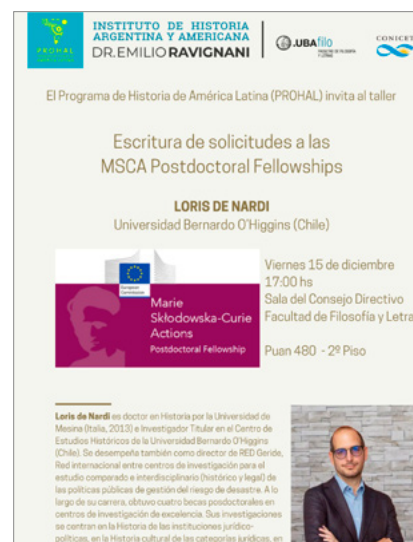 PROHAL
INSTITUTO DE HISTORIA
ARGENTINA Y AMERICANA
DR.EMILIO RAVIGNANI
.UBAfilo
FACULTAD DE FILOSOFÍA
Y LETRAS
CONICET
El Programa de Historia de América Latina (PROHAL) invita al taller
Escritura de solicitudes a las
MSCA Postdoctoral Fellowships
LORIS DE NARDI
Universidad Bernardo O'Higgins (Chile)
European
Commission
Marie
Skłodowska-Curie
Actions
Postdoctoral Fellowship
Viernes 15 de diciembre
17:00 hs
Sala del Consejo Directivo
Facultad de Filosofía y Letra
Puan 480 - 2º Piso
Loris de Nardi es doctor en Historia por la Universidad de
Mesina (Italia, 2013) e Investigador Titular en el Centro de
Estudios Históricos de la Universidad Bernardo O'Higgins
(Chile). Se desempeña también como director de RED Geride,
Red internacional entre centros de investigación para el
estudio comparado e interdisciplinario (histórico y legal) de
las políticas públicas de gestión del riesgo de desastre. A lo
largo de su carrera, obtuvo cuatro becas posdoctorales en
centros de investigación de excelencia. Sus investigaciones
se centran en la Historia de las instituciones jurídico-
políticas, en la Historia cultural de las categorías jurídicas, en